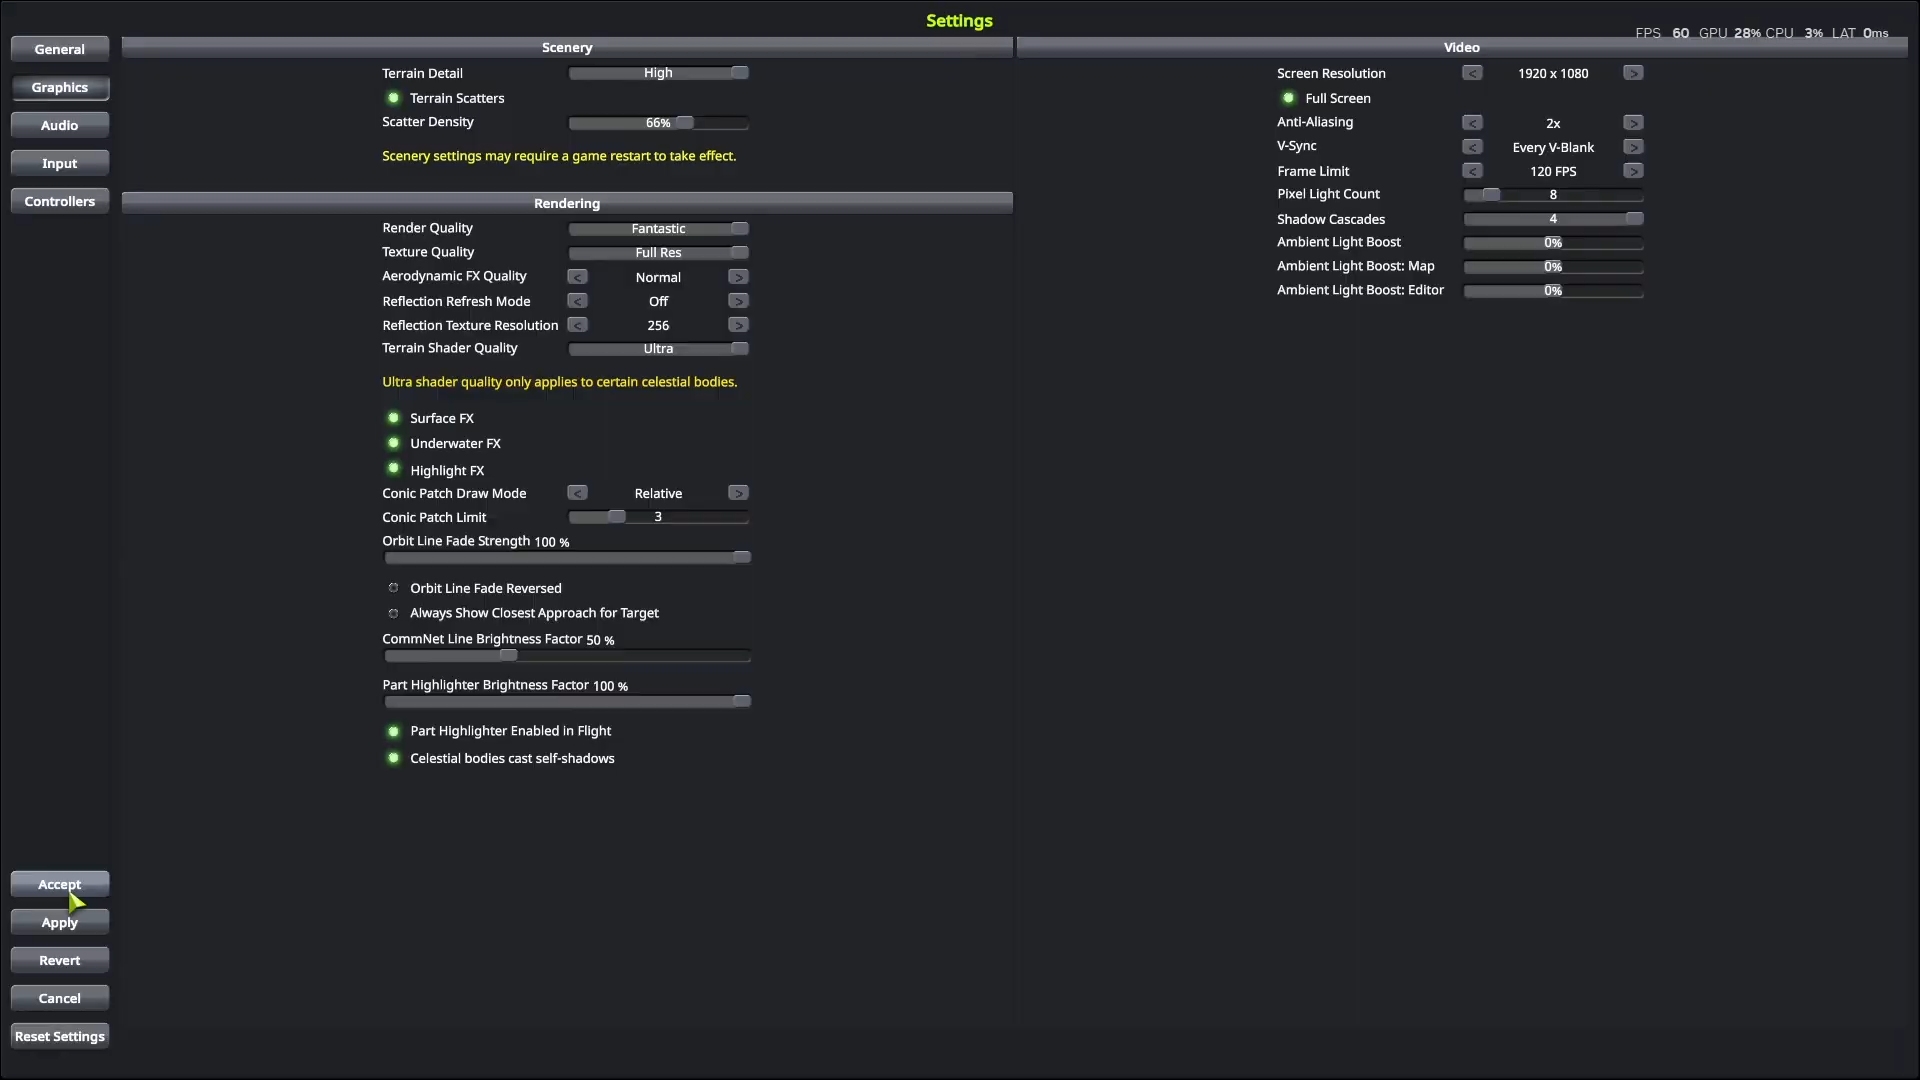 Settings
FPS 60 GPU 28% CPU 3% LAT 0ms
General
Graphics
Audio
Input
Controllers
Scenery
Terrain Detail High
Terrain Scatters
Scatter Density 66%
Scenery settings may require a game restart to take effect.
Rendering
Render Quality Fantastic
Texture Quality Full Res
Aerodynamic FX Quality < Normal >
Reflection Refresh Mode < Off >
Reflection Texture Resolution < 256 >
Terrain Shader Quality Ultra
Ultra shader quality only applies to certain celestial bodies.
Surface FX
Underwater FX
Highlight FX
Conic Patch Draw Mode < Relative >
Conic Patch Limit 3
Orbit Line Fade Strength 100 %
Orbit Line Fade Reversed
Always Show Closest Approach for Target
CommNet Line Brightness Factor 50 %
Part Highlighter Brightness Factor 100 %
Part Highlighter Enabled in Flight
Celestial bodies cast self-shadows
Video
Screen Resolution < 1920 x 1080 >
Full Screen
Anti-Aliasing < 2x >
V-Sync < Every V-Blank >
Frame Limit < 120 FPS >
Pixel Light Count 8
Shadow Cascades 4
Ambient Light Boost 0%
Ambient Light Boost: Map 0%
Ambient Light Boost: Editor 0%
Accept
Apply
Revert
Cancel
Reset Settings